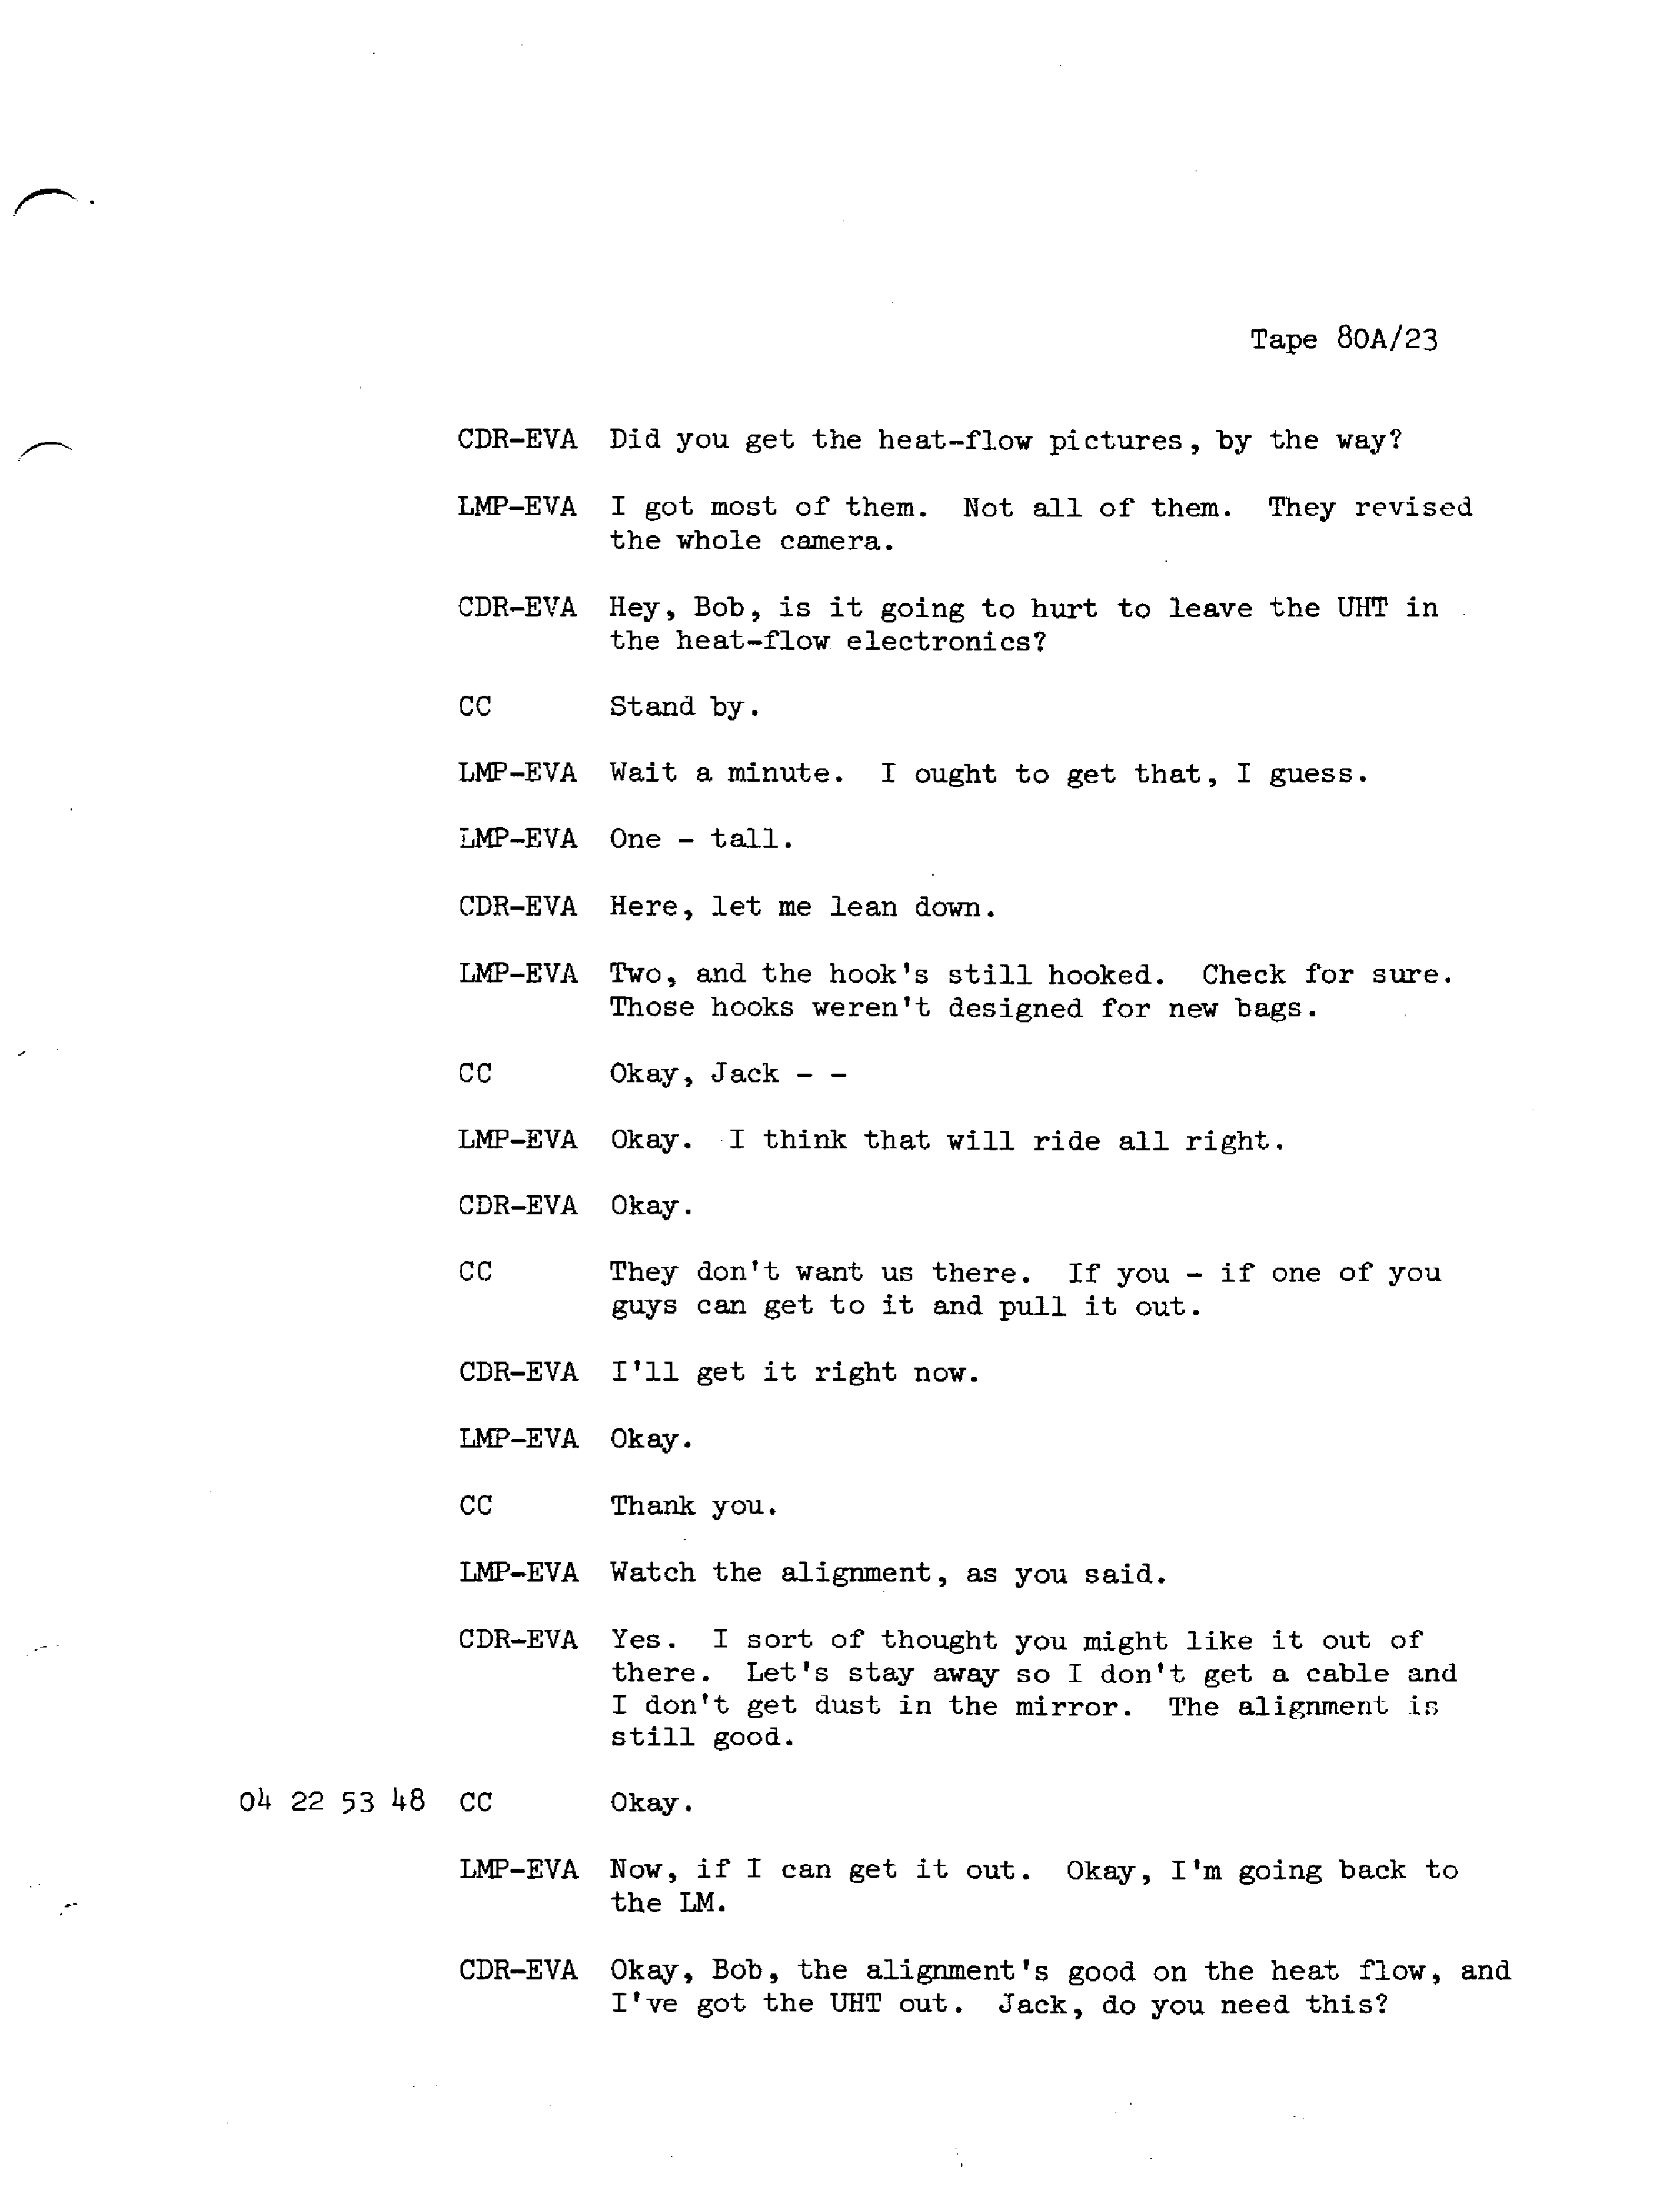 Tape 80A/23
CDR-EVA Did you get the heat-flow pictures, by the way?
LMP-EVA I got most of them. Not all of them. They revised
the whole camera.
CDR-EVA Hey, Bob, is it going to hurt to leave the UHT in
the heat-flow electronics?
CC Stand by.
LMP-EVA Wait a minute. I ought to get that, I guess.
LMP-EVA One - tall.
CDR-EVA Here, let me lean down.
LMP-EVA Two, and the hook's still hooked. Check for sure.
Those hooks weren't designed for new bags.
CC Okay, Jack - -
LMP-EVA Okay. I think that will ride all right.
CDR-EVA Okay.
CC They don't want us there. If you - if one of you
guys can get to it and pull it out.
CDR-EVA I'll get it right now.
LMP-EVA Okay.
CC Thank you.
LMP-EVA Watch the alignment, as you said.
CDR-EVA Yes. I sort of thought you might like it out of
there. Let's stay away so I don't get a cable and
I don't get dust in the mirror. The alignment is
still good.
04 22 53 48 CC Okay.
LMP-EVA Now, if I can get it out. Okay, I'm going back to
the LM.
CDR-EVA Okay, Bob, the alignment's good on the heat flow, and
I've got the UHT out. Jack, do you need this?